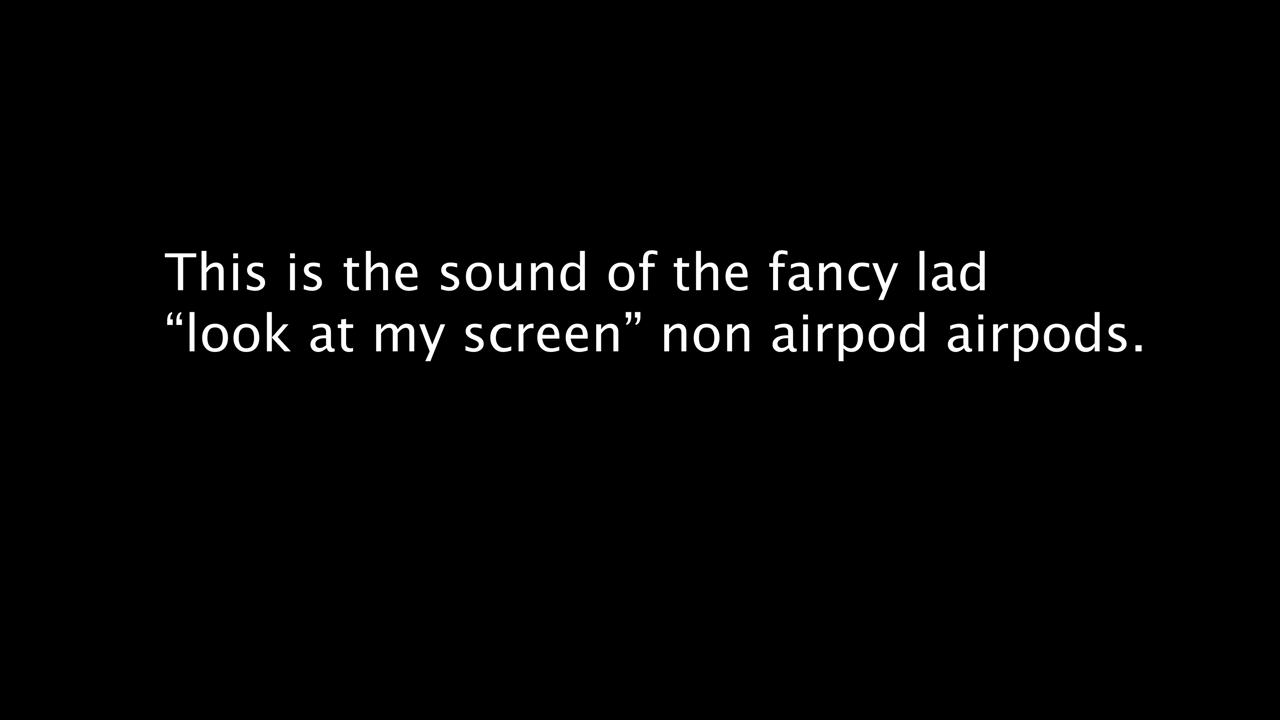 This is the sound of the fancy lad
“look at my screen” non airpod airpods.